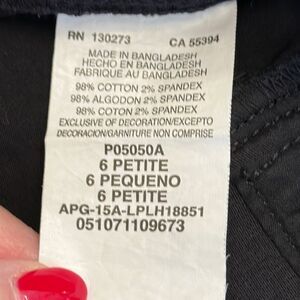 RN 130273 CA 55394
MADE IN BANGLADESH
HECHO EN BANGLADESH
FABRIQUE AU BANGLADESH
98% COTTON 2% SPANDEX
98% ALGODON 2% SPANDEX
98% COTTON 2% SPANDEX
EXCLUSIVE OF DECORATION/EXCEPTO
DECORACION/GARNITURE NON COMPRISE
P05050A
6 PETITE
6 PEQUENO
6 PETITE
APG-15A-LPLH18851
051071109673